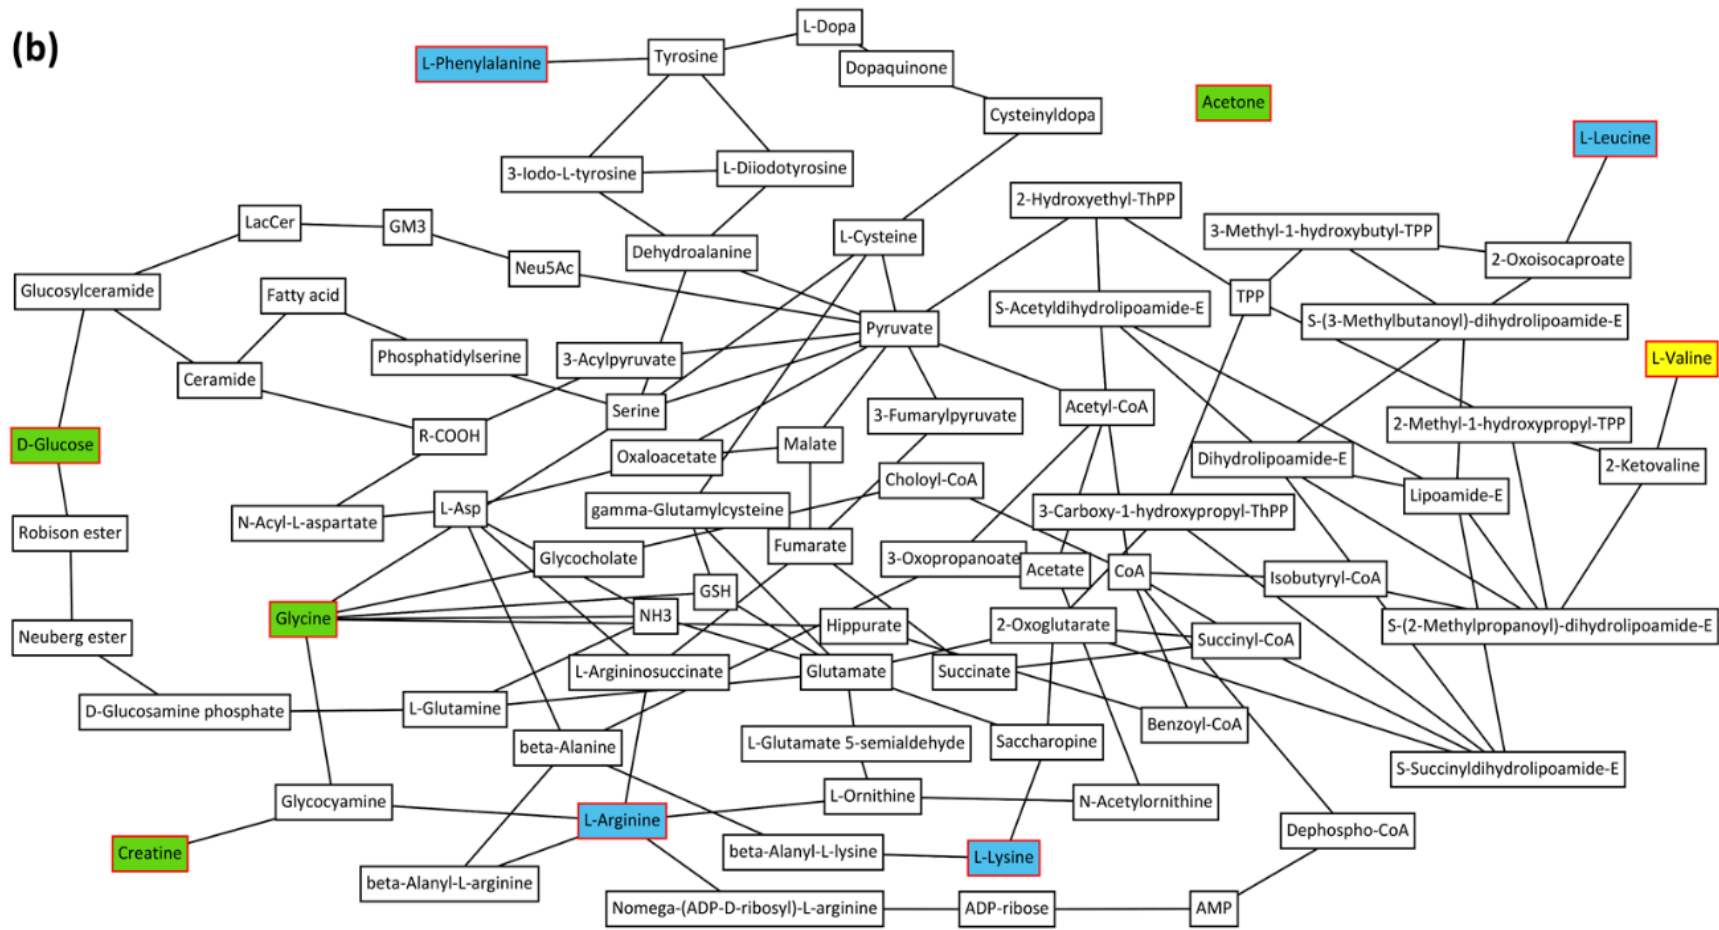 (b)
L-Dopa
L-Phenylalanine
Tyrosine
Dopaquinone
Acetone
Cysteinyldopa
L-Leucine
3-Iodo-L-tyrosine
L-Diiodotyrosine
2-Hydroxyethyl-ThPP
LacCer
GM3
L-Cysteine
3-Methyl-1-hydroxybutyl-TPP
Dehydroalanine
2-Oxoisocaproate
Neu5Ac
Glucosylceramide
Fatty acid
TPP
S-Acetyldihydrolipoamide-E
Pyruvate
S-(3-Methylbutanoyl)-dihydrolipoamide-E
Phosphatidylserine
3-Acylpyruvate
L-Valine
Ceramide
Serine
3-Fumarylpyruvate
Acetyl-CoA
2-Methyl-1-hydroxypropyl-TPP
D-Glucose
R-COOH
Malate
Oxaloacetate
Dihydrolipoamide-E
2-Ketovaline
Choloyl-CoA
Lipoamide-E
N-Acyl-L-aspartate
L-Asp
gamma-Glutamylcysteine
3-Carboxy-1-hydroxypropyl-ThPP
Robison ester
Fumarate
Glycocholate
3-Oxopropanoate
Acetate
CoA
Isobutyryl-CoA
GSH
Glycine
NH3
Hippurate
2-Oxoglutarate
S-(2-Methylpropanoyl)-dihydrolipoamide-E
Neuberg ester
Succinyl-CoA
L-Argininosuccinate
Glutamate
Succinate
D-Glucosamine phosphate
L-Glutamine
Benzoyl-CoA
beta-Alanine
L-Glutamate 5-semialdehyde
Saccharopine
S-Succinyldihydrolipoamide-E
Glycocyamine
L-Ornithine
N-Acetylornithine
L-Arginine
Dephospho-CoA
Creatine
beta-Alanyl-L-lysine
L-Lysine
beta-Alanyl-L-arginine
Nomega-(ADP-D-ribosyl)-L-arginine
ADP-ribose
AMP